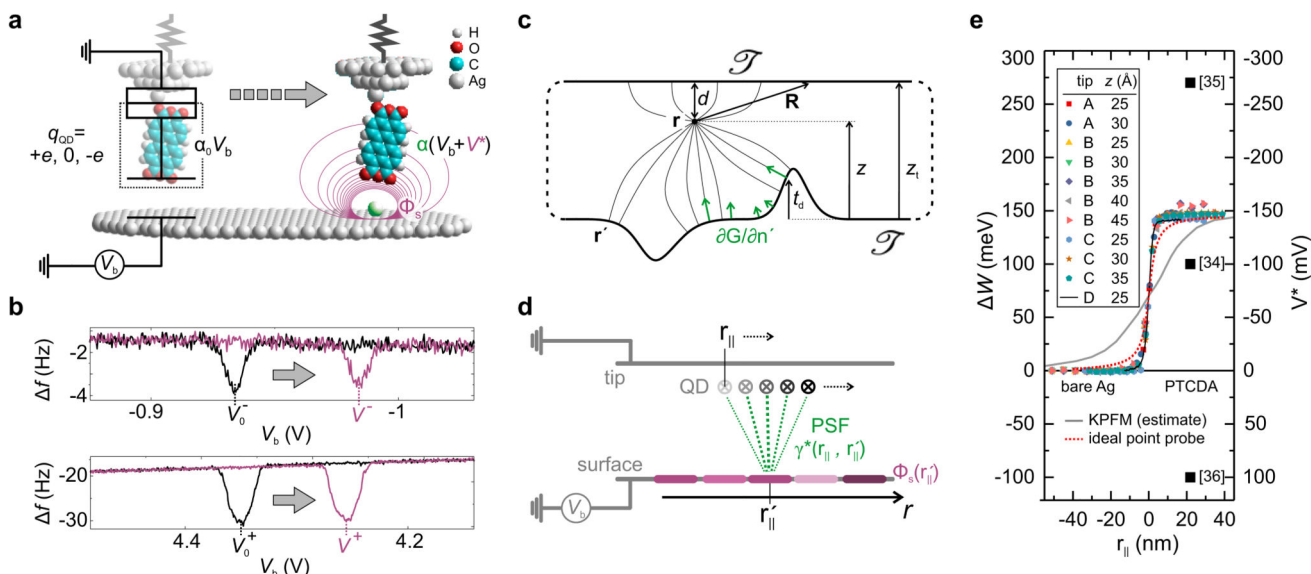 a
H
O
C
Ag
q_QD=
+e, 0, -e
α₀V_b
α(V_b+V*)
Φ_s
V_b
b
Δf (Hz)
-2
-4
-0.9
-1
V₀⁻
V⁻
V_b (V)
Δf (Hz)
-20
-30
4.4
4.2
V₀⁺
V⁺
V_b (V)
c
𝒯
d
R
r
z
z_t
t_d
r´
∂G/∂n´
𝒯
d
r_||
tip
QD
PSF
γ*(r_|| , r_||´)
surface
Φ_s(r_||´)
V_b
r_||´
r
e
300
250
200
150
100
50
0
-50
-100
ΔW (meV)
tip z (Å)
A 25
A 30
B 25
B 30
B 35
B 40
B 45
C 25
C 30
C 35
D 25
[35]
[34]
[36]
bare Ag
PTCDA
KPFM (estimate)
ideal point probe
-300
-250
-200
-150
-100
-50
0
50
100
V* (mV)
-40 -20 0 20 40
r_|| (nm)